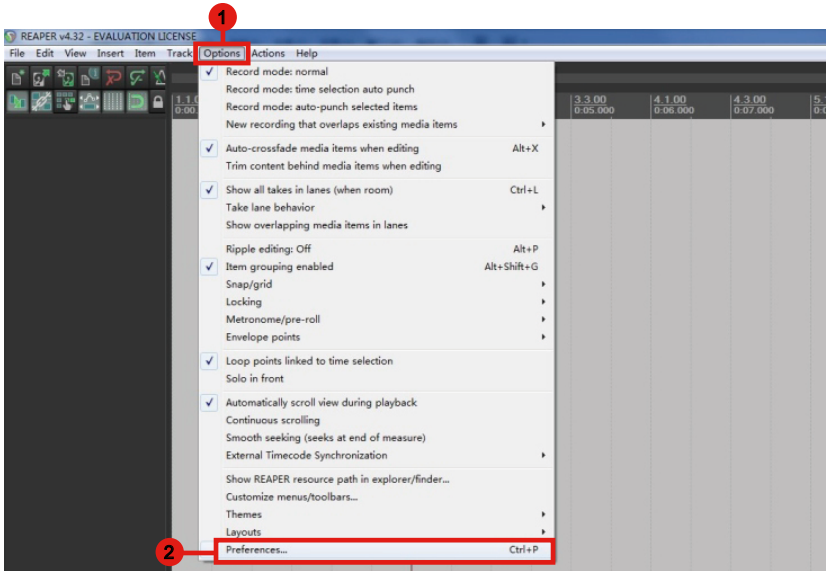 1
REAPER v4.32 - EVALUATION LICENSE
File Edit View Insert Item Track Options Actions Help
3.3.00 4.1.00 4.3.00
0:05.000 0:06.000 0:07.000
Record mode: normal
Record mode: time selection auto punch
Record mode: auto-punch selected items
New recording that overlaps existing media items
Auto-crossfade media items when editing Alt+X
Trim content behind media items when editing
Show all takes in lanes (when room) Ctrl+L
Take lane behavior
Show overlapping media items in lanes
Ripple editing: Off Alt+P
Item grouping enabled Alt+Shift+G
Snap/grid
Locking
Metronome/pre-roll
Envelope points
Loop points linked to time selection
Solo in front
Automatically scroll view during playback
Continuous scrolling
Smooth seeking (seeks at end of measure)
External Timecode Synchronization
Show REAPER resource path in explorer/finder...
Customize menus/toolbars...
Themes
Layouts
2 Preferences... Ctrl+P